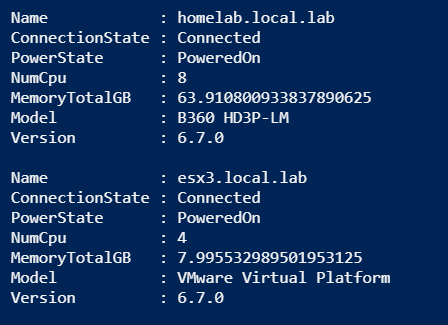 Name            : homelab.local.lab
ConnectionState : Connected
PowerState      : PoweredOn
NumCpu          : 8
MemoryTotalGB   : 63.910800933837890625
Model           : B360 HD3P-LM
Version         : 6.7.0

Name            : esx3.local.lab
ConnectionState : Connected
PowerState      : PoweredOn
NumCpu          : 4
MemoryTotalGB   : 7.995532989501953125
Model           : VMware Virtual Platform
Version         : 6.7.0